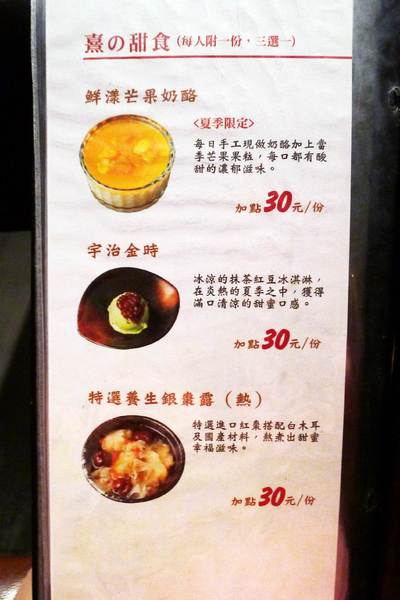 熹の甜食(每人附一份，三選一)
鮮漾芒果奶酪
<夏季限定>
每日手工現做奶酪加上當
季芒果果粒，每口都有酸
甜的濃郁滋味。
加點30元/份
宇治金時
冰涼的抹茶紅豆冰淇淋，
在炎熱的夏季之中，獲得
滿口清涼的甜蜜口感。
加點30元/份
特選養生銀棗露(熱)
特選進口紅棗搭配白木耳
及國產材料，熬煮出甜蜜
幸福滋味。
加點30元/份